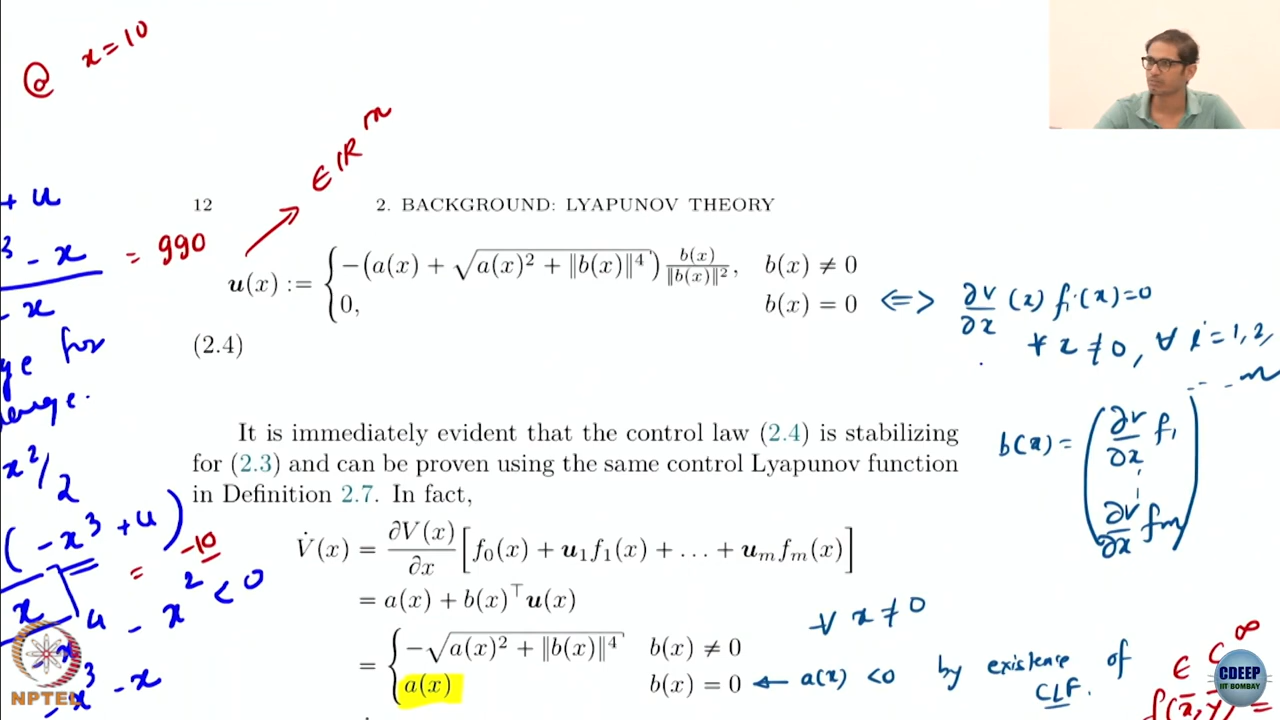 @ x=10
∈ ℝᵐ
+ u
³ - x = 990
- x
12 2. BACKGROUND: LYAPUNOV THEORY
u(x) := { -(a(x) + √(a(x)² + ‖b(x)‖⁴)) b(x)/‖b(x)‖², b(x) ≠ 0
0, b(x) = 0 ⟺ ∂V/∂x (x) fᵢ(x)=0
∀ x ≠ 0, ∀ i = 1, 2, ... m
(2.4)
for
It is immediately evident that the control law (2.4) is stabilizing
for (2.3) and can be proven using the same control Lyapunov function
in Definition 2.7. In fact,
b(x) = ( ∂V/∂x f₁ ⋮ ∂V/∂x fm )
x²/2
(-x³ + u)
= -10
x
u - x² < 0
-x³ - x
V̇(x) = ∂V(x)/∂x [f₀(x) + u₁f₁(x) + ... + uₘfₘ(x)]
= a(x) + b(x)ᵀu(x)
∀ x ≠ 0
= { -√(a(x)² + ‖b(x)‖⁴) b(x) ≠ 0
a(x) b(x) = 0 ← a(x) < 0 by existence of CLF.
∈ C∞
NPTEL
CDEEP
IIT BOMBAY